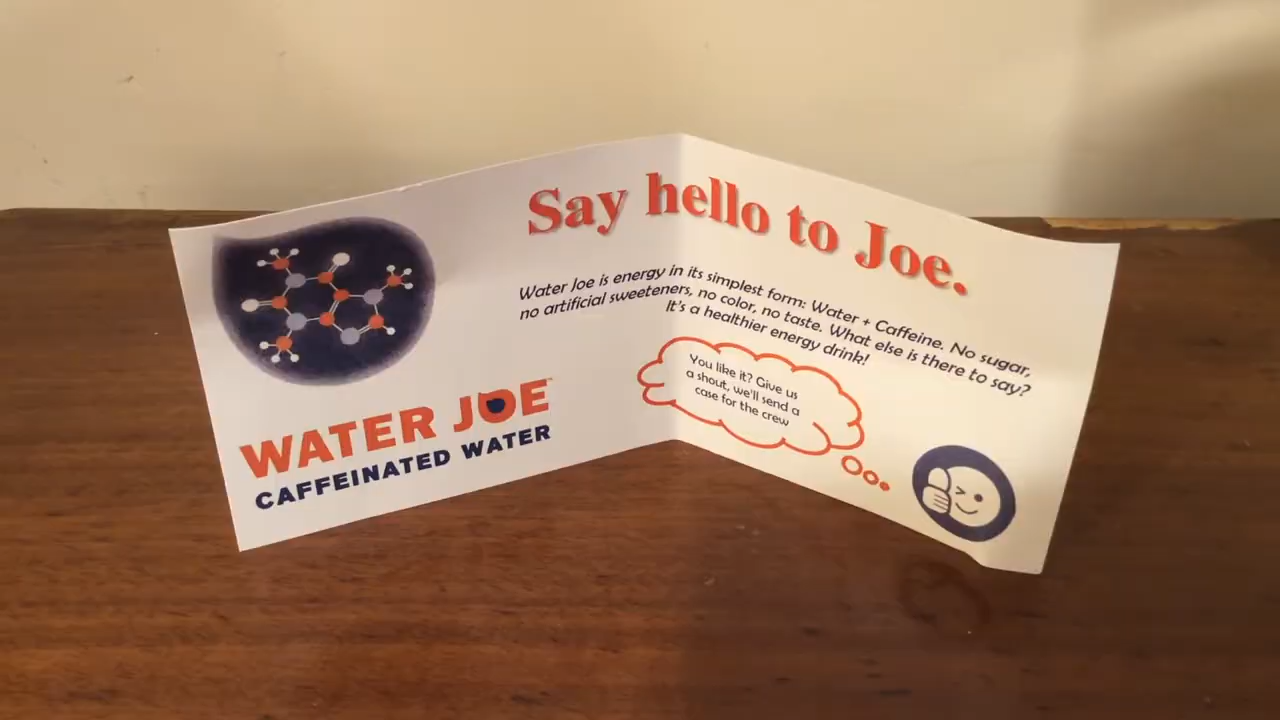 Say hello to Joe.
Water Joe is energy in its simplest form: Water + Caffeine. No sugar,
no artificial sweeteners, no color, no taste. What else is there to say?
It's a healthier energy drink!
You like it? Give us
a shout, we'll send a
case for the crew
WATER JOE™
CAFFEINATED WATER